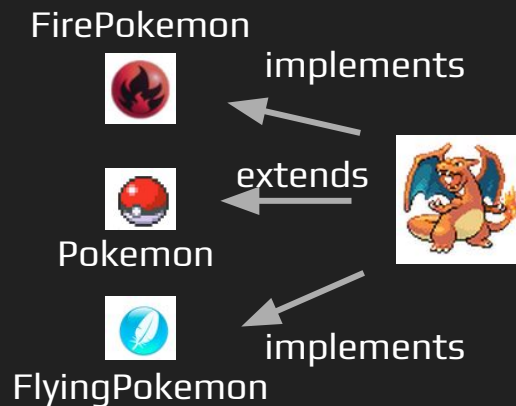 FirePokemon
implements
extends
Pokemon
implements
FlyingPokemon